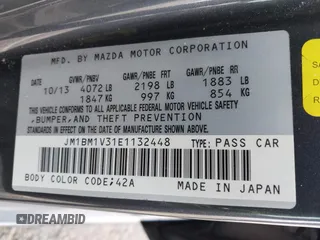 MFD. BY MAZDA MOTOR CORPORATION
GVWR/PNBV GAWR/PNBE FR GAWR/PNBE RR
10/13 4072 LB 2198 LB 1883 LB
1847 KG 997 KG 854 KG
THIS VEHICLE CONFORMS TO ALL APPLICABLE FEDERAL MOTOR VEHICLE SAFETY,
BUMPER, AND THEFT PREVENTION STANDARDS IN EFFECT ON THE DATE OF MANUFACTURE SHOWN ABOVE.
JM1BM1V31E1132448 TYPE: PASS CAR
BODY COLOR CODE:42A MADE IN JAPAN
DREAMBID